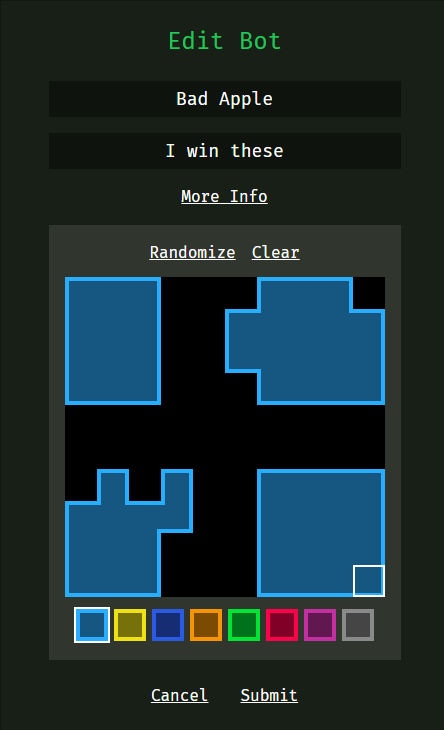 Edit Bot
Bad Apple
I win these
More Info
Randomize Clear
Cancel Submit